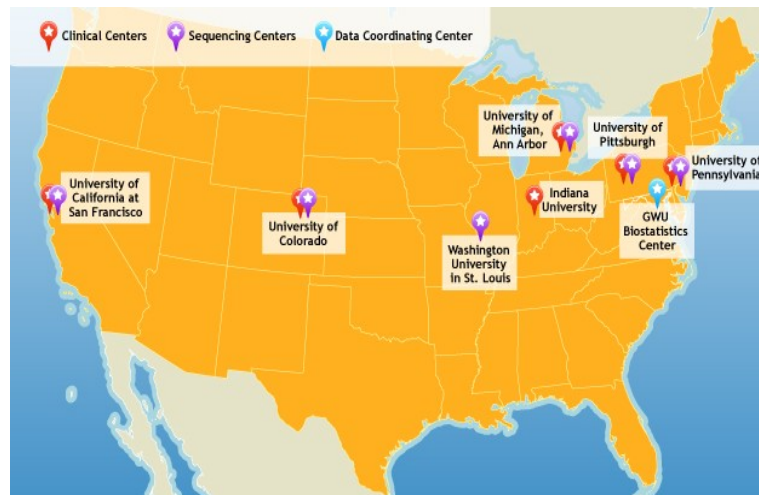 Clinical Centers
Sequencing Centers
Data Coordinating Center
University of
Michigan,
Ann Arbor
University of
Pittsburgh
University of
Pennsylvania
University of
California at
San Francisco
University of
Colorado
Indiana
University
GWU
Biostatistics
Center
Washington
University
in St. Louis